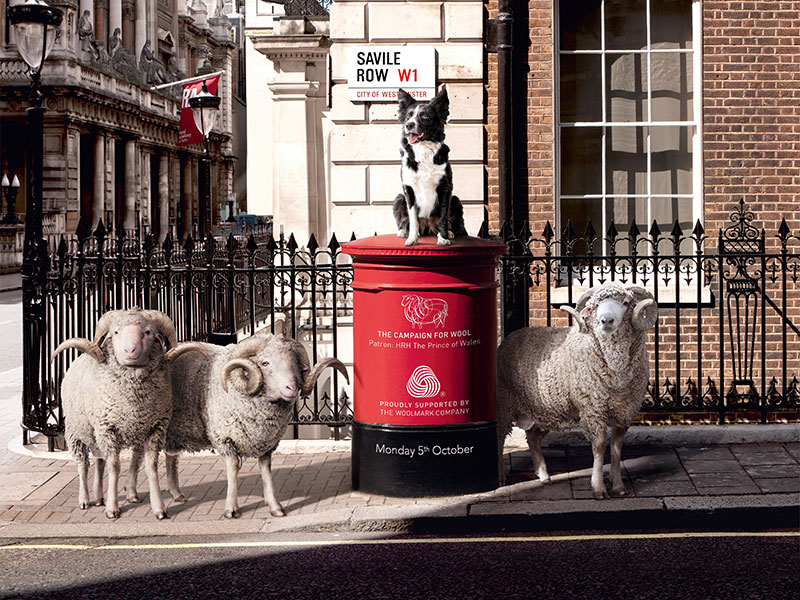 SAVILE
ROW W1
CITY OF WESTMINSTER
THE CAMPAIGN FOR WOOL
Patron: HRH The Prince of Wales
PROUDLY SUPPORTED BY
THE WOOLMARK COMPANY
Monday 5th October